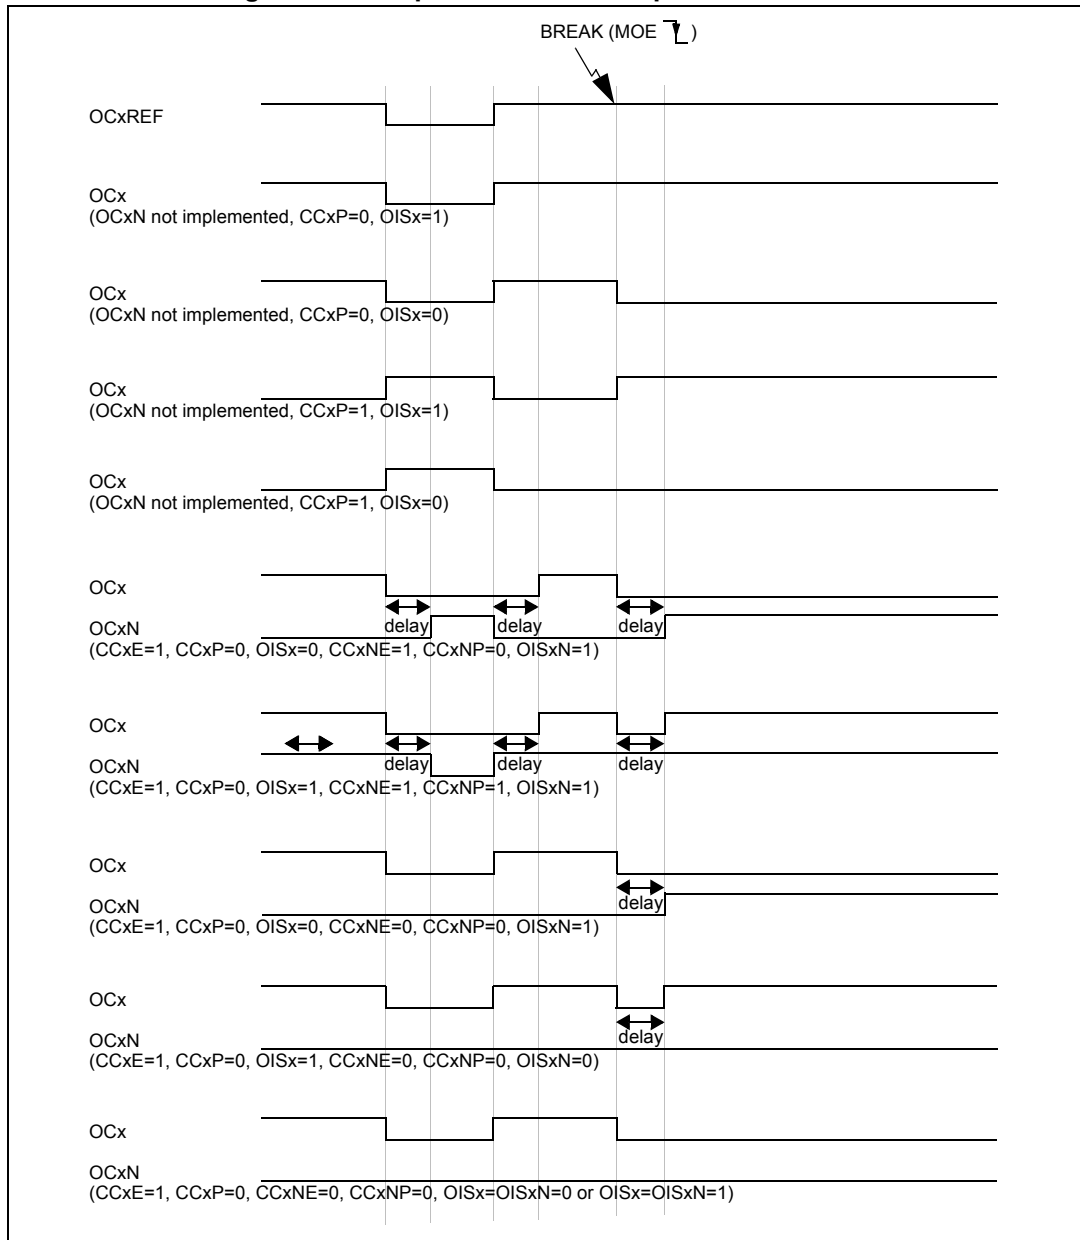 BREAK (MOE )
OCxREF
OCx
(OCxN not implemented, CCxP=0, OISx=1)
OCx
(OCxN not implemented, CCxP=0, OISx=0)
OCx
(OCxN not implemented, CCxP=1, OISx=1)
OCx
(OCxN not implemented, CCxP=1, OISx=0)
OCx
delay delay delay
OCxN
(CCxE=1, CCxP=0, OISx=0, CCxNE=1, CCxNP=0, OISxN=1)
OCx
delay delay delay
OCxN
(CCxE=1, CCxP=0, OISx=1, CCxNE=1, CCxNP=1, OISxN=1)
OCx
delay
OCxN
(CCxE=1, CCxP=0, OISx=0, CCxNE=0, CCxNP=0, OISxN=1)
OCx
delay
OCxN
(CCxE=1, CCxP=0, OISx=1, CCxNE=0, CCxNP=0, OISxN=0)
OCx
OCxN
(CCxE=1, CCxP=0, CCxNE=0, CCxNP=0, OISx=OISxN=0 or OISx=OISxN=1)